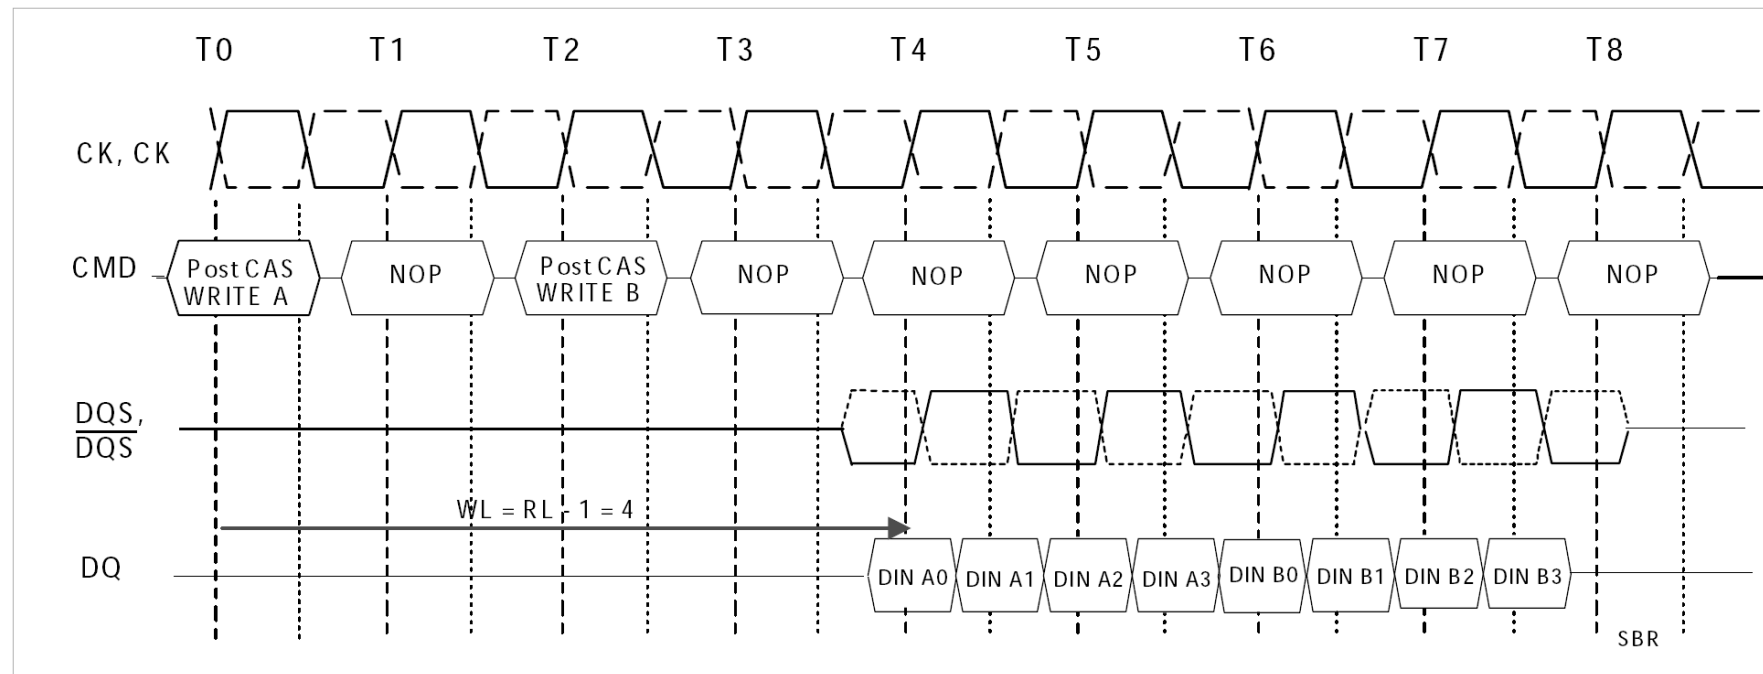 T0 T1 T2 T3 T4 T5 T6 T7 T8
CK, CK
CMD
Post CAS
WRITE A
NOP
Post CAS
WRITE B
NOP
NOP
NOP
NOP
NOP
NOP
DQS,
DQS
WL = RL - 1 = 4
DQ
DIN A0 DIN A1 DIN A2 DIN A3 DIN B0 DIN B1 DIN B2 DIN B3
SBR